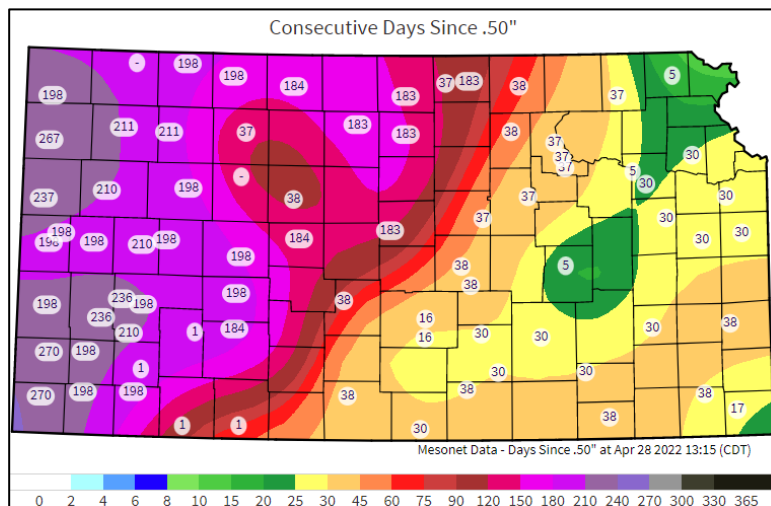 Consecutive Days Since .50"
- 198 198 184 37 183 38 5
198 183 37
267 211 211 37 183 183 38 37 37 37 30
237 210 198 - 38 37 5 30 30
198 198 198 210 198 184 183 37 30 30 30
198 38 5
198 236 198 198 38 38
236 210 1 184 16 16 30 30 30 38
270 198 1 30 30
270 198 198 38 38 38 17
1 1 30 38
Mesonet Data - Days Since .50" at Apr 28 2022 13:15 (CDT)
0 2 4 6 8 10 15 20 25 30 45 60 75 90 120 150 180 210 240 270 300 330 365